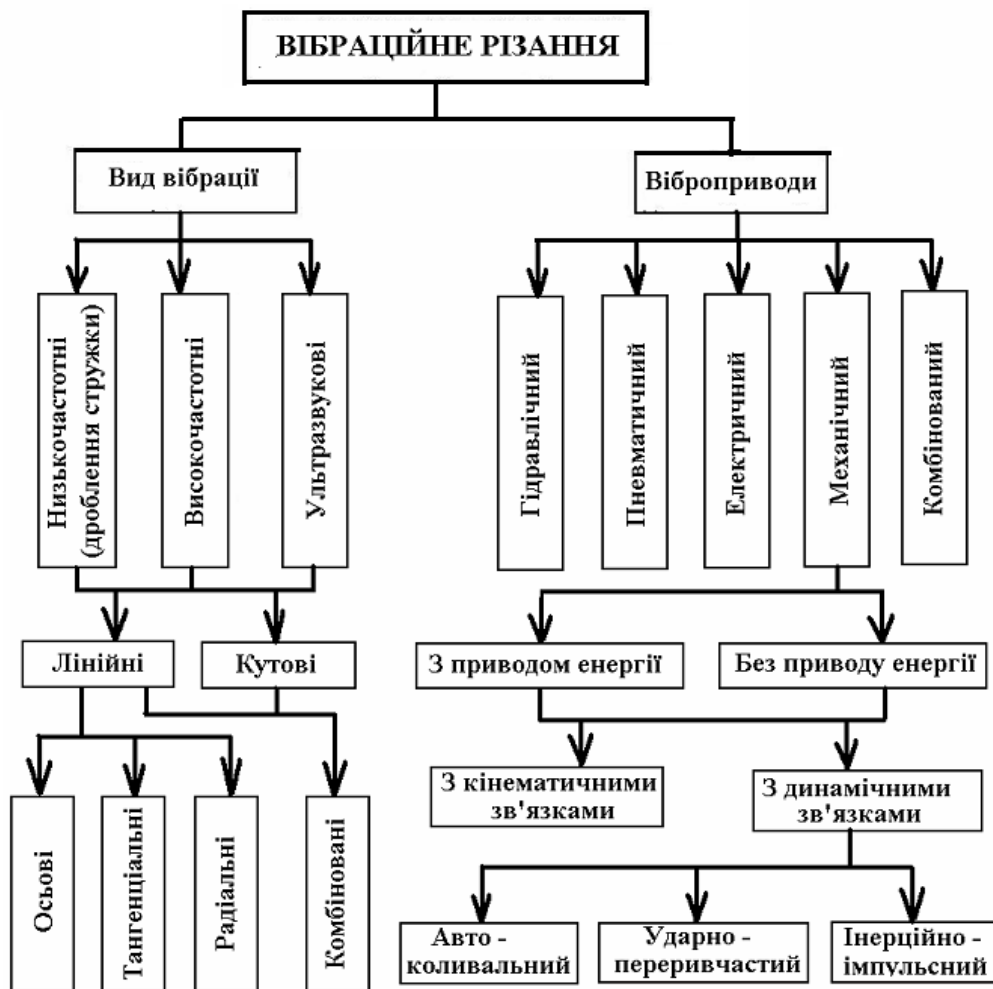 ВІБРАЦІЙНЕ РІЗАННЯ
Вид вібрації
Віброприводи
Низькочастотні
(дроблення стружки)
Високочастотні
Ультразвукові
Гідравлічний
Пневматичний
Електричний
Механічний
Комбінований
Лінійні
Кутові
З приводом енергії
Без приводу енергії
З кінематичними
зв'язками
З динамічними
зв'язками
Осьові
Тангенціальні
Радіальні
Комбіновані
Авто -
коливальний
Ударно -
переривчастий
Інерційно -
імпульсний